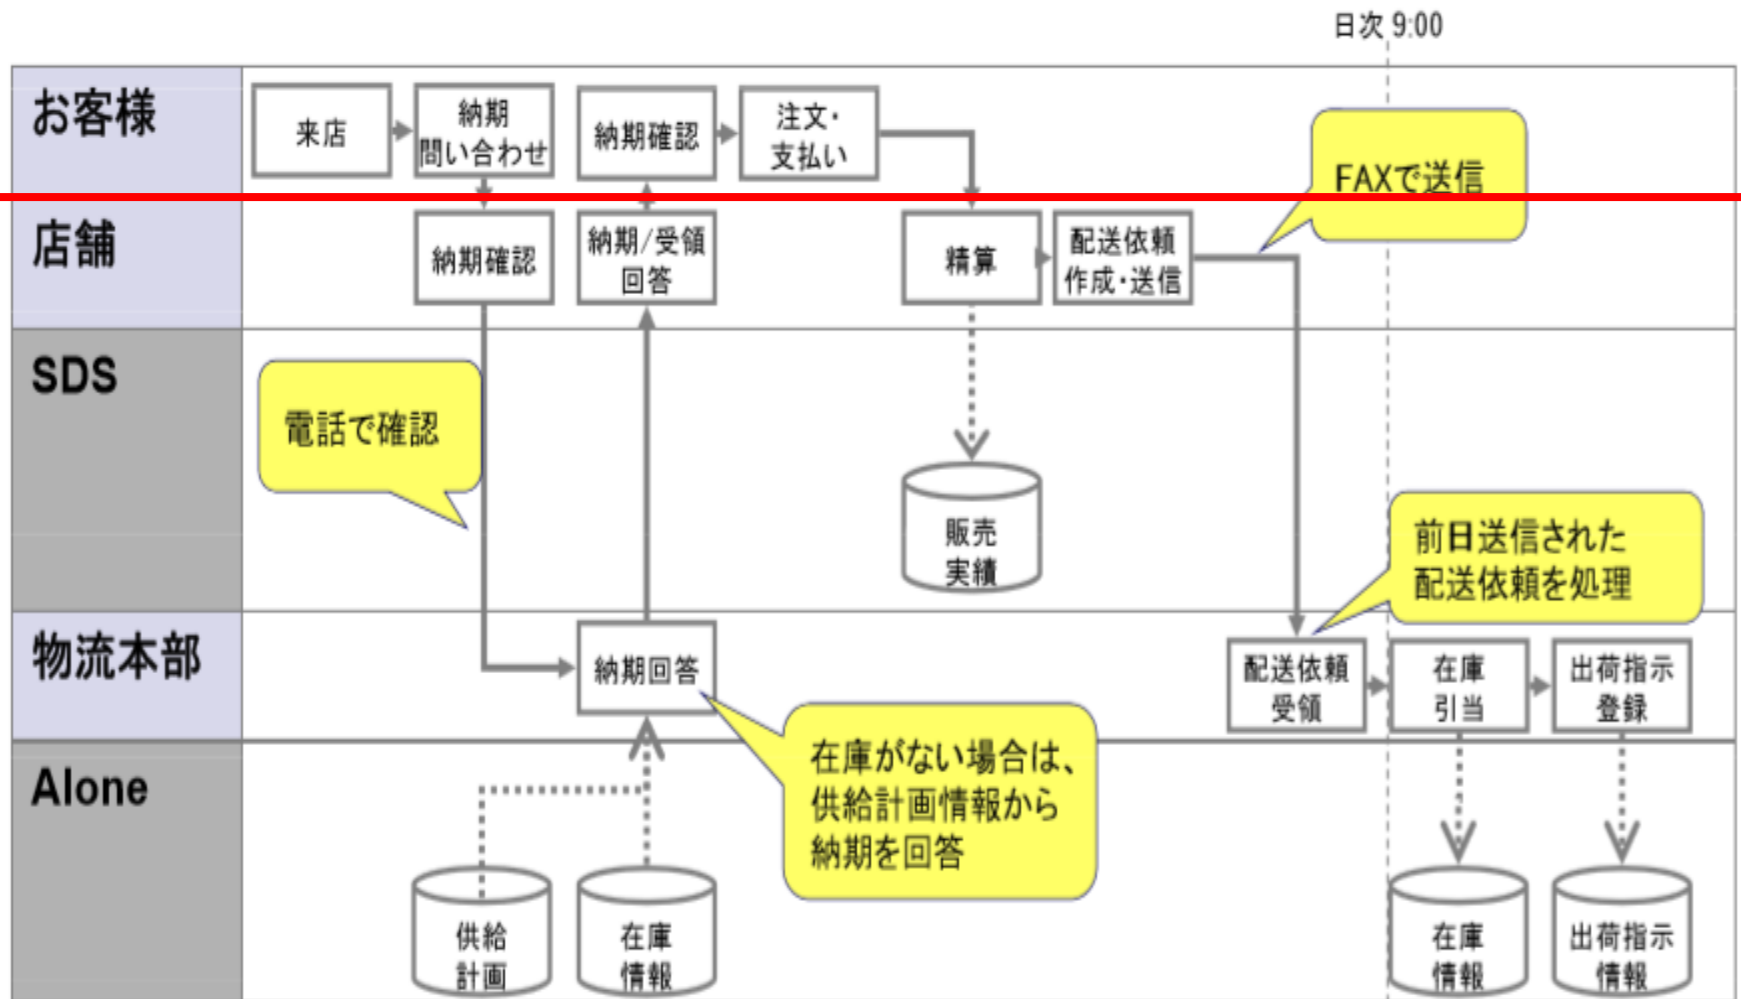 日次 9:00
お客様
来店
納期
問い合わせ
納期確認
注文・
支払い
FAXで送信
店舗
納期確認
納期/受領
回答
精算
配送依頼
作成・送信
SDS
電話で確認
販売
実績
前日送信された
配送依頼を処理
物流本部
納期回答
配送依頼
受領
在庫
引当
出荷指示
登録
Alone
在庫がない場合は、
供給計画情報から
納期を回答
供給
計画
在庫
情報
在庫
情報
出荷指示
情報